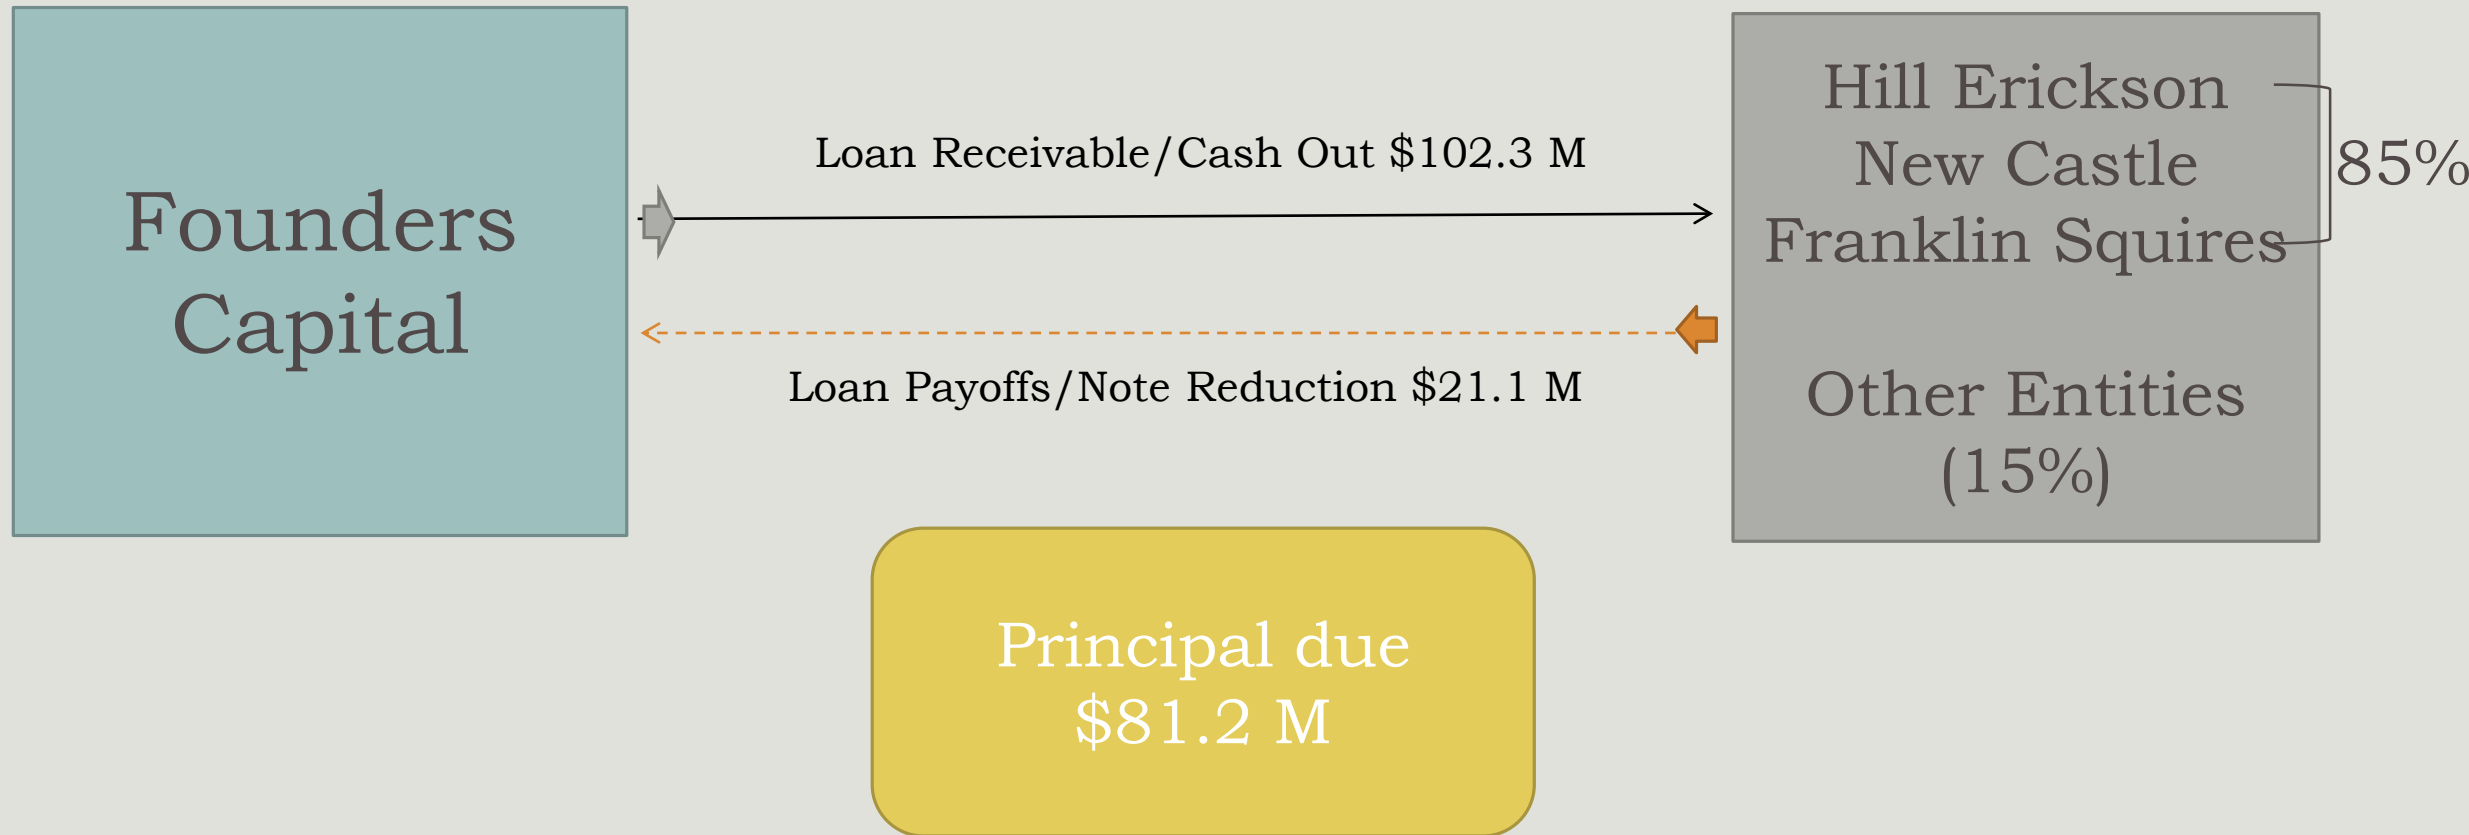 Founders
Capital
Loan Receivable/Cash Out $102.3 M
Loan Payoffs/Note Reduction $21.1 M
Hill Erickson
New Castle
Franklin Squires
85%
Other Entities
(15%)
Principal due
$81.2 M